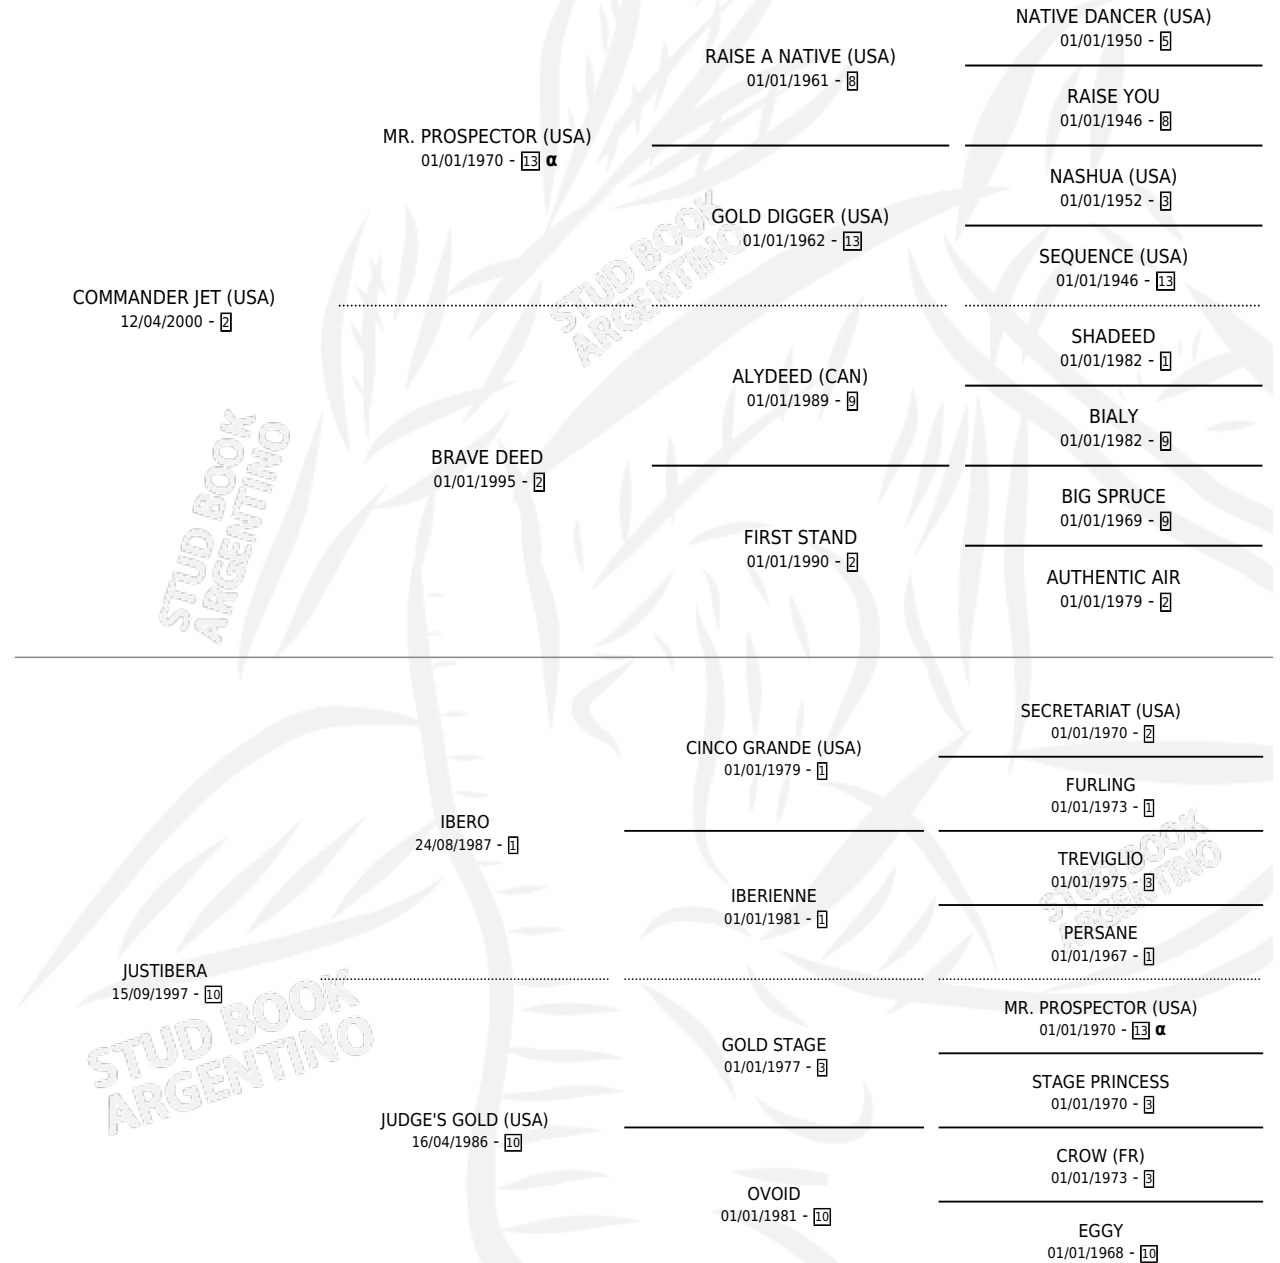 NATIVE DANCER (USA)
01/01/1950 - 5
RAISE A NATIVE (USA)
01/01/1961 - 8
RAISE YOU
01/01/1946 - 8
MR. PROSPECTOR (USA)
01/01/1970 - 13 α
NASHUA (USA)
01/01/1952 - 3
GOLD DIGGER (USA)
01/01/1962 - 13
SEQUENCE (USA)
01/01/1946 - 13
COMMANDER JET (USA)
12/04/2000 - 2
SHADEED
01/01/1982 - 1
ALYDEED (CAN)
01/01/1989 - 9
BIALY
01/01/1982 - 9
BRAVE DEED
01/01/1995 - 2
BIG SPRUCE
01/01/1969 - 9
FIRST STAND
01/01/1990 - 2
AUTHENTIC AIR
01/01/1979 - 2
SECRETARIAT (USA)
01/01/1970 - 2
CINCO GRANDE (USA)
01/01/1979 - 1
FURLING
01/01/1973 - 1
IBERO
24/08/1987 - 1
TREVIGLIO
01/01/1975 - 3
IBERIENNE
01/01/1981 - 1
PERSANE
01/01/1967 - 1
JUSTIBERA
15/09/1997 - 10
MR. PROSPECTOR (USA)
01/01/1970 - 13 α
GOLD STAGE
01/01/1977 - 3
STAGE PRINCESS
01/01/1970 - 3
JUDGE'S GOLD (USA)
16/04/1986 - 10
CROW (FR)
01/01/1973 - 3
OVOID
01/01/1981 - 10
EGGY
01/01/1968 - 10
STUD BOOK
ARGENTINO
STUD BOOK
ARGENTINO
STUD BOOK
ARGENTINO
STUD BOOK
ARGENTINO